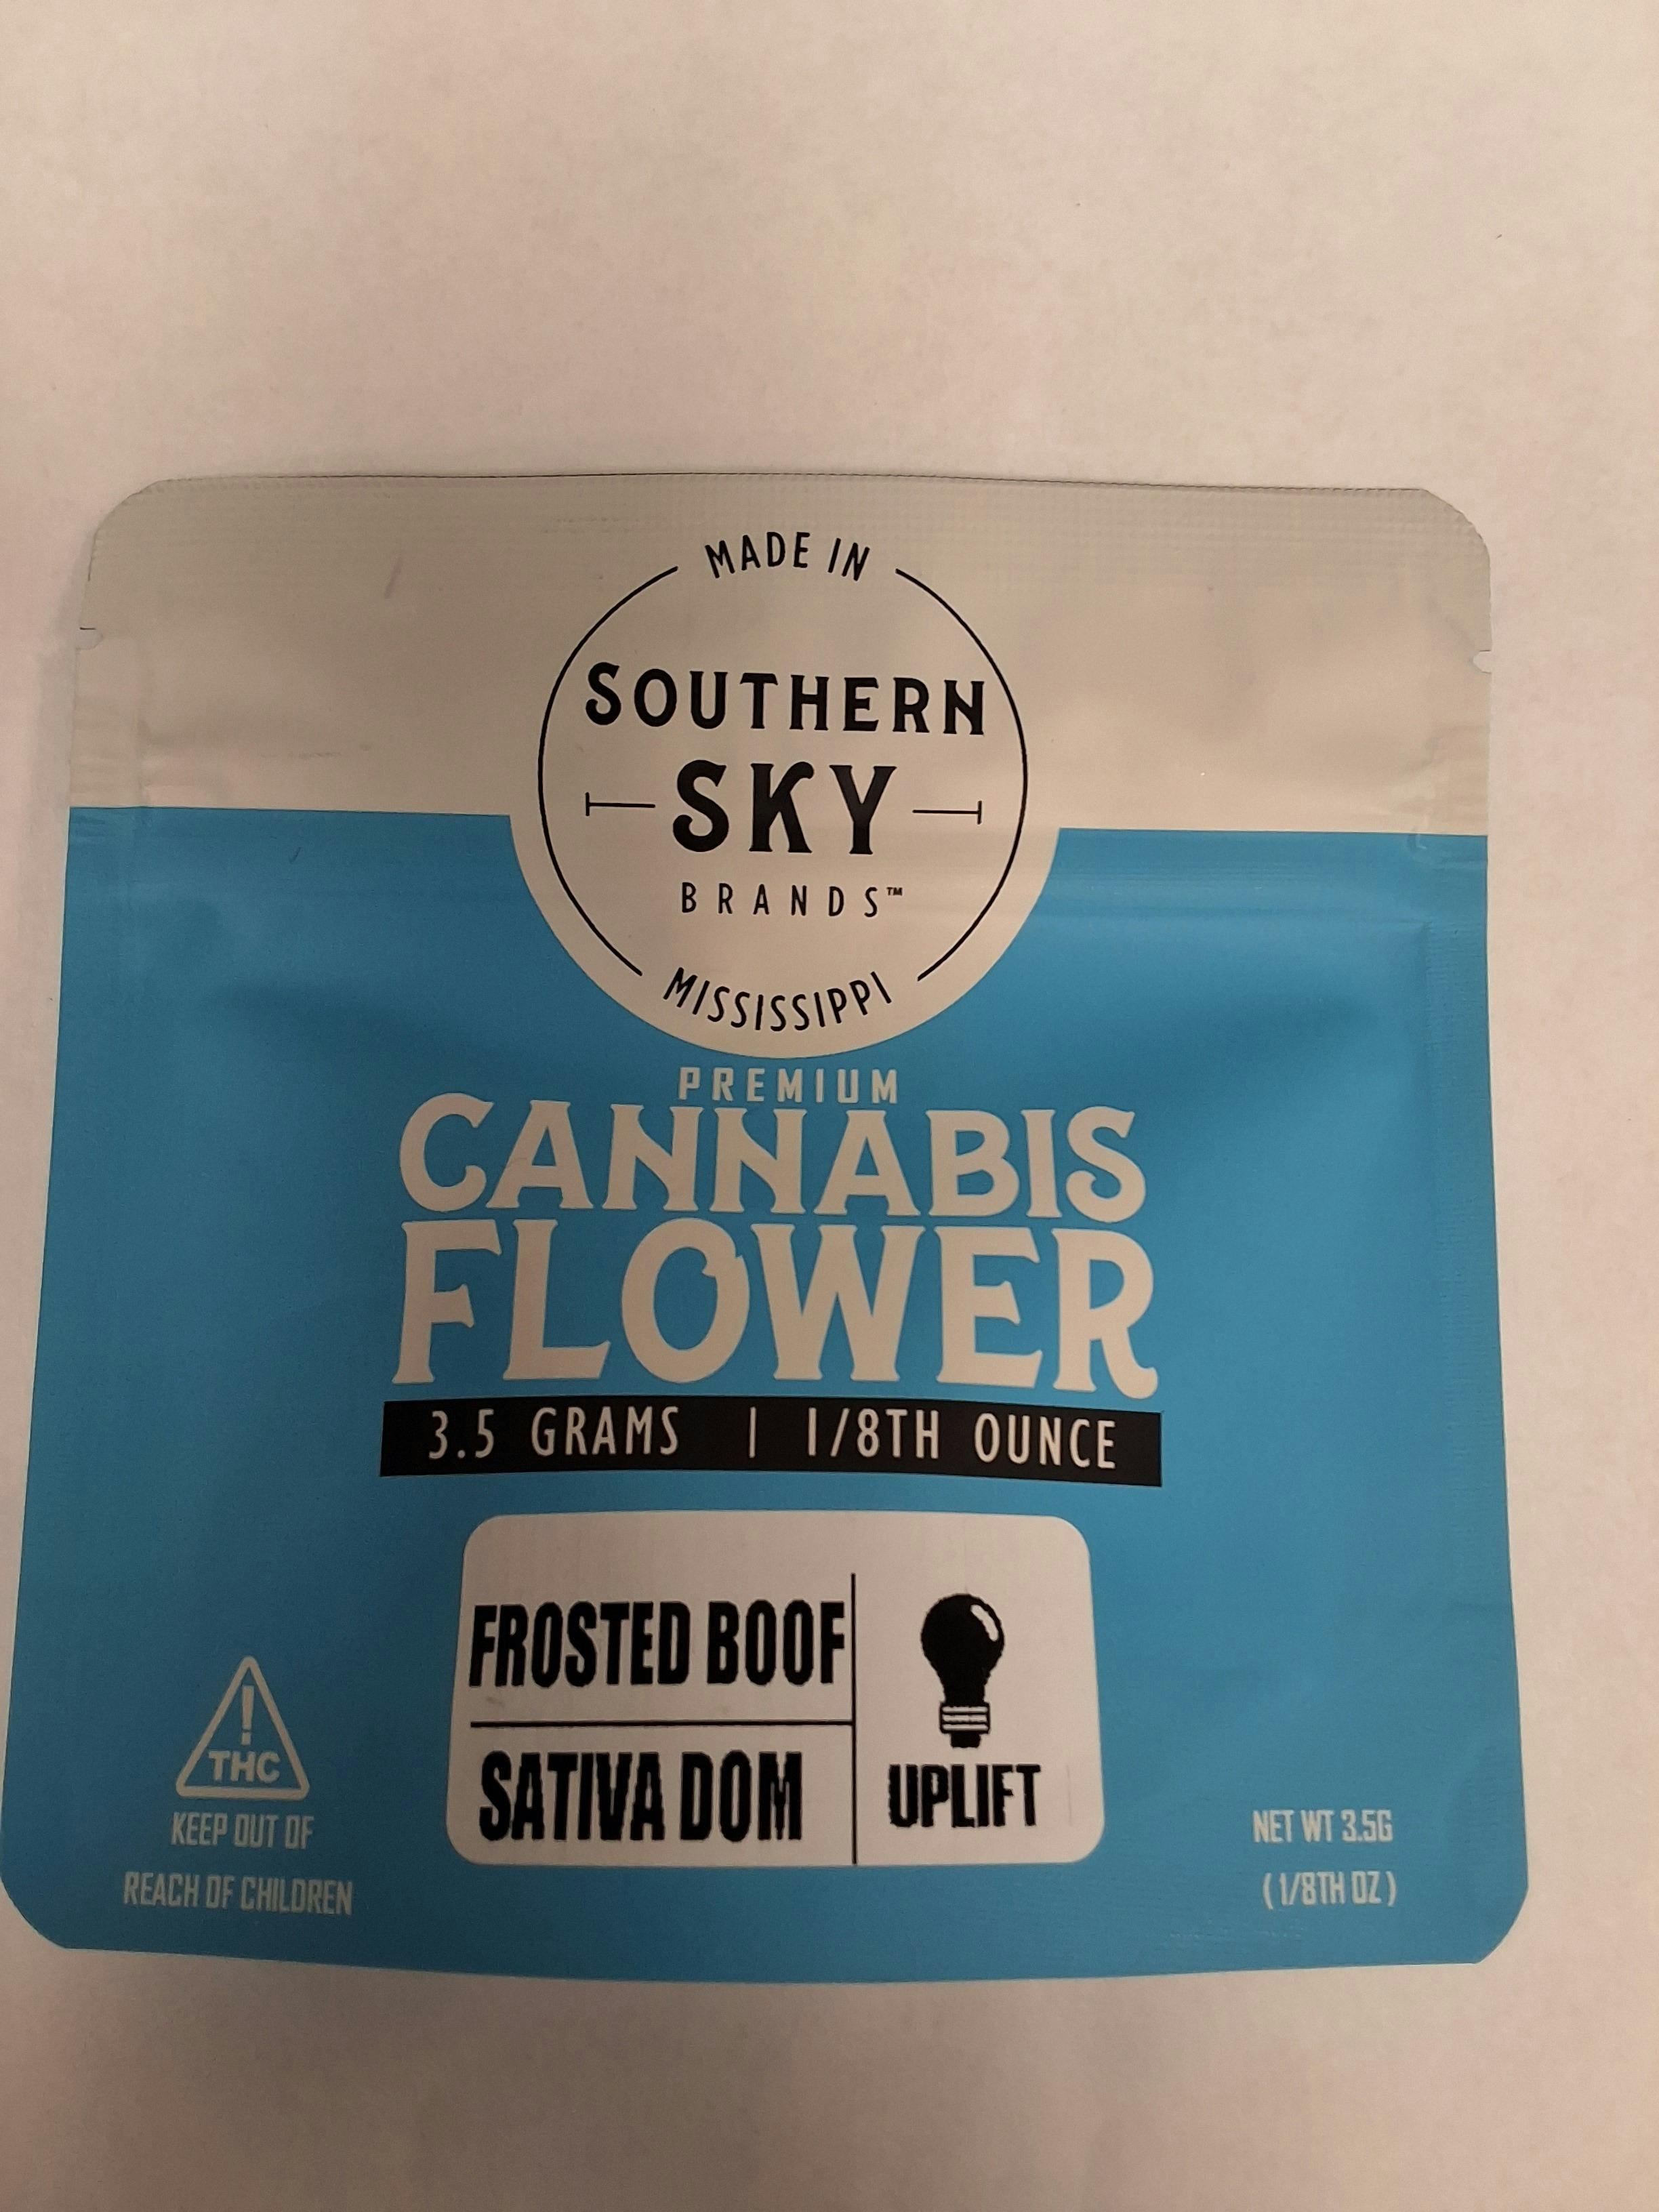 MADE IN
SOUTHERN
SKY
BRANDS™
MISSISSIPPI
PREMIUM
CANNABIS
FLOWER
3.5 GRAMS | 1/8TH OUNCE
FROSTED BOOF
SATIVA DOM
UPLIFT
!
THC
KEEP OUT OF
REACH OF CHILDREN
NET WT 3.5G
(1/8TH OZ)